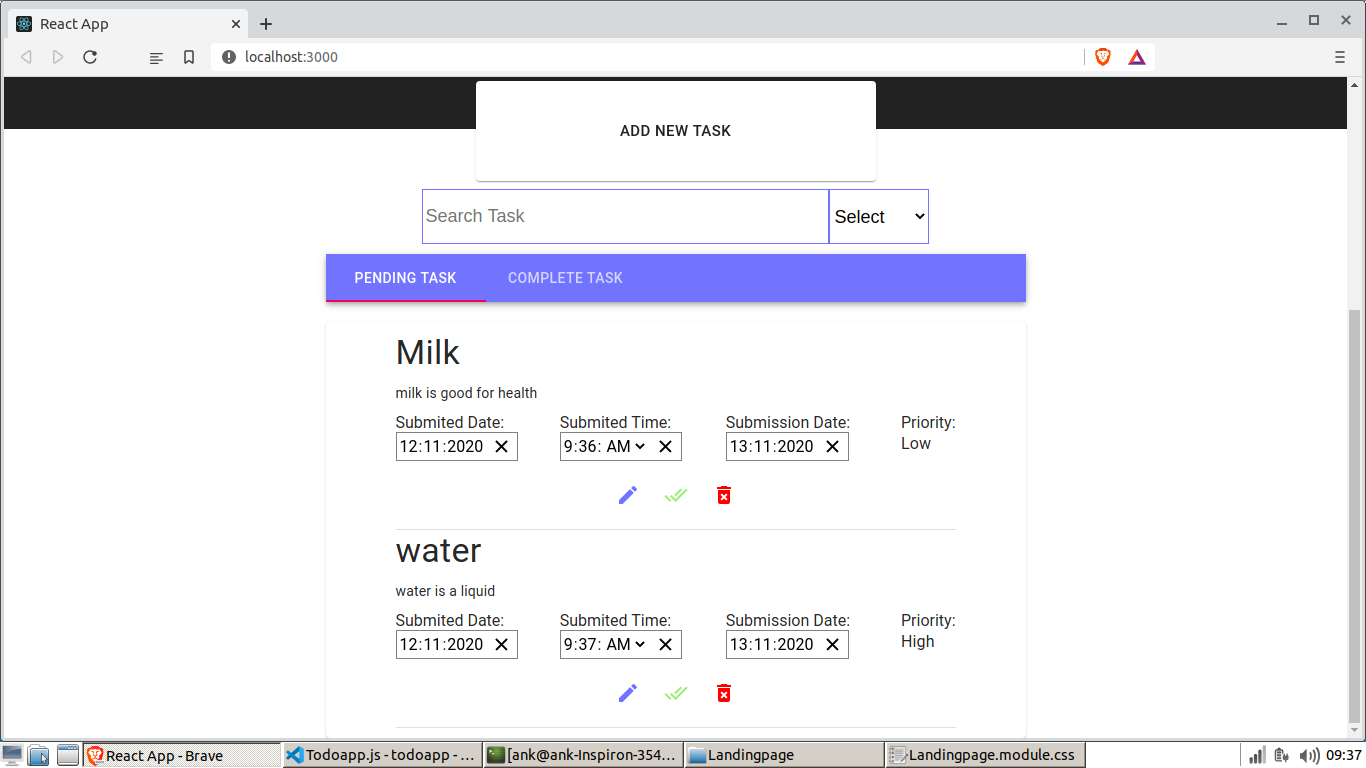 React App
localhost:3000
ADD NEW TASK
Search Task Select
PENDING TASK COMPLETE TASK
Milk
milk is good for health
Submited Date: Submited Time: Submission Date: Priority:
12:11:2020 9:36: AM 13:11:2020 Low
water
water is a liquid
Submited Date: Submited Time: Submission Date: Priority:
12:11:2020 9:37: AM 13:11:2020 High
React App - Brave Todoapp.js - todoapp - ... [ank@ank-Inspiron-354... Landingpage Landingpage.module.css 09:37